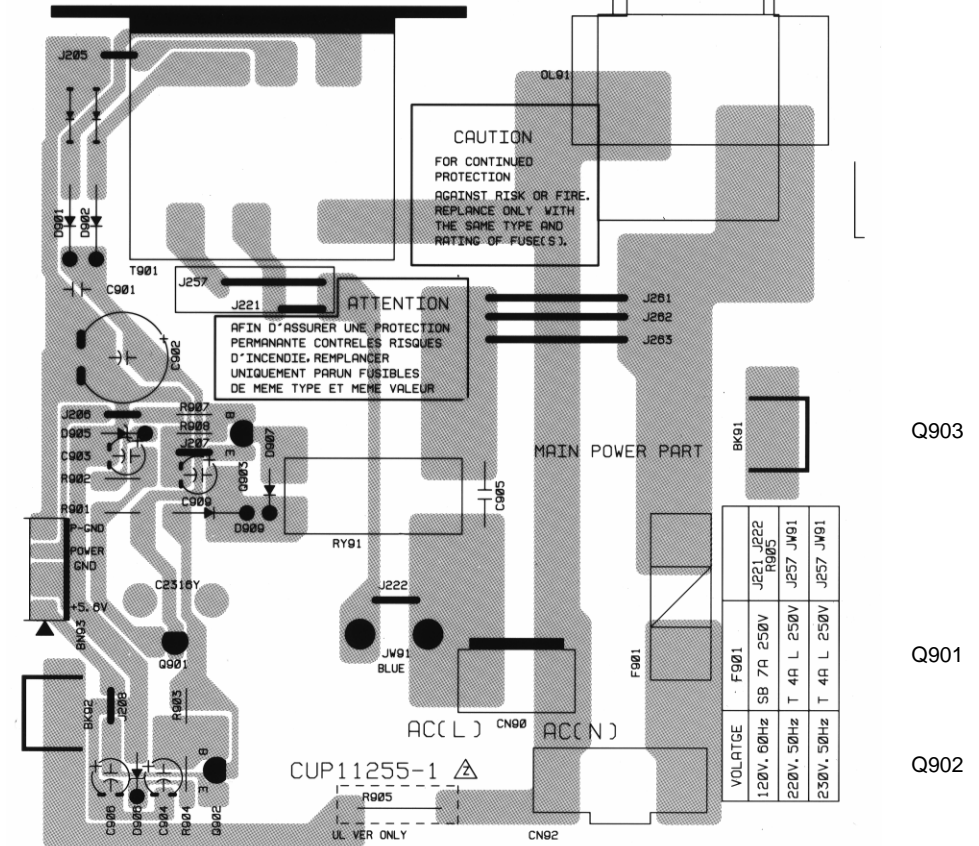 J205
OL91
CAUTION
FOR CONTINUED
PROTECTION
AGAINST RISK OR FIRE.
REPLANCE ONLY WITH
THE SAME TYPE AND
RATING OF FUSE(S).
D901
D902
T901
C901
J257
J221
ATTENTION
AFIN D'ASSURER UNE PROTECTION
PERMANANTE CONTRELES RISQUES
D'INCENDIE, REMPLANCER
UNIQUEMENT PARUN FUSIBLES
DE MEME TYPE ET MEME VALEUR
J261
J262
J263
+
C902
J206
R907
B
D905
R908
E
D907
C903
J207
Q903
R902
+
C909
R901
D909
RY91
C905
MAIN POWER PART
BK91
Q903
P-GND
POWER
GND
+5.6V
BN93
C2316Y
J222
JW91
BLUE
Q901
F901
Q901
BK92
J208
R903
AC(L)
CN90
AC(N)
B
E
CUP11255-1
2
Q902
+
+
C906
D906
C904
R904
Q902
R905
UL VER ONLY
CN92
VOLATGE F901 J221 J222 R905
120V.60Hz SB 7A 250V
220V.50Hz T 4A L 250V J257 JW91
230V.50Hz T 4A L 250V J257 JW91